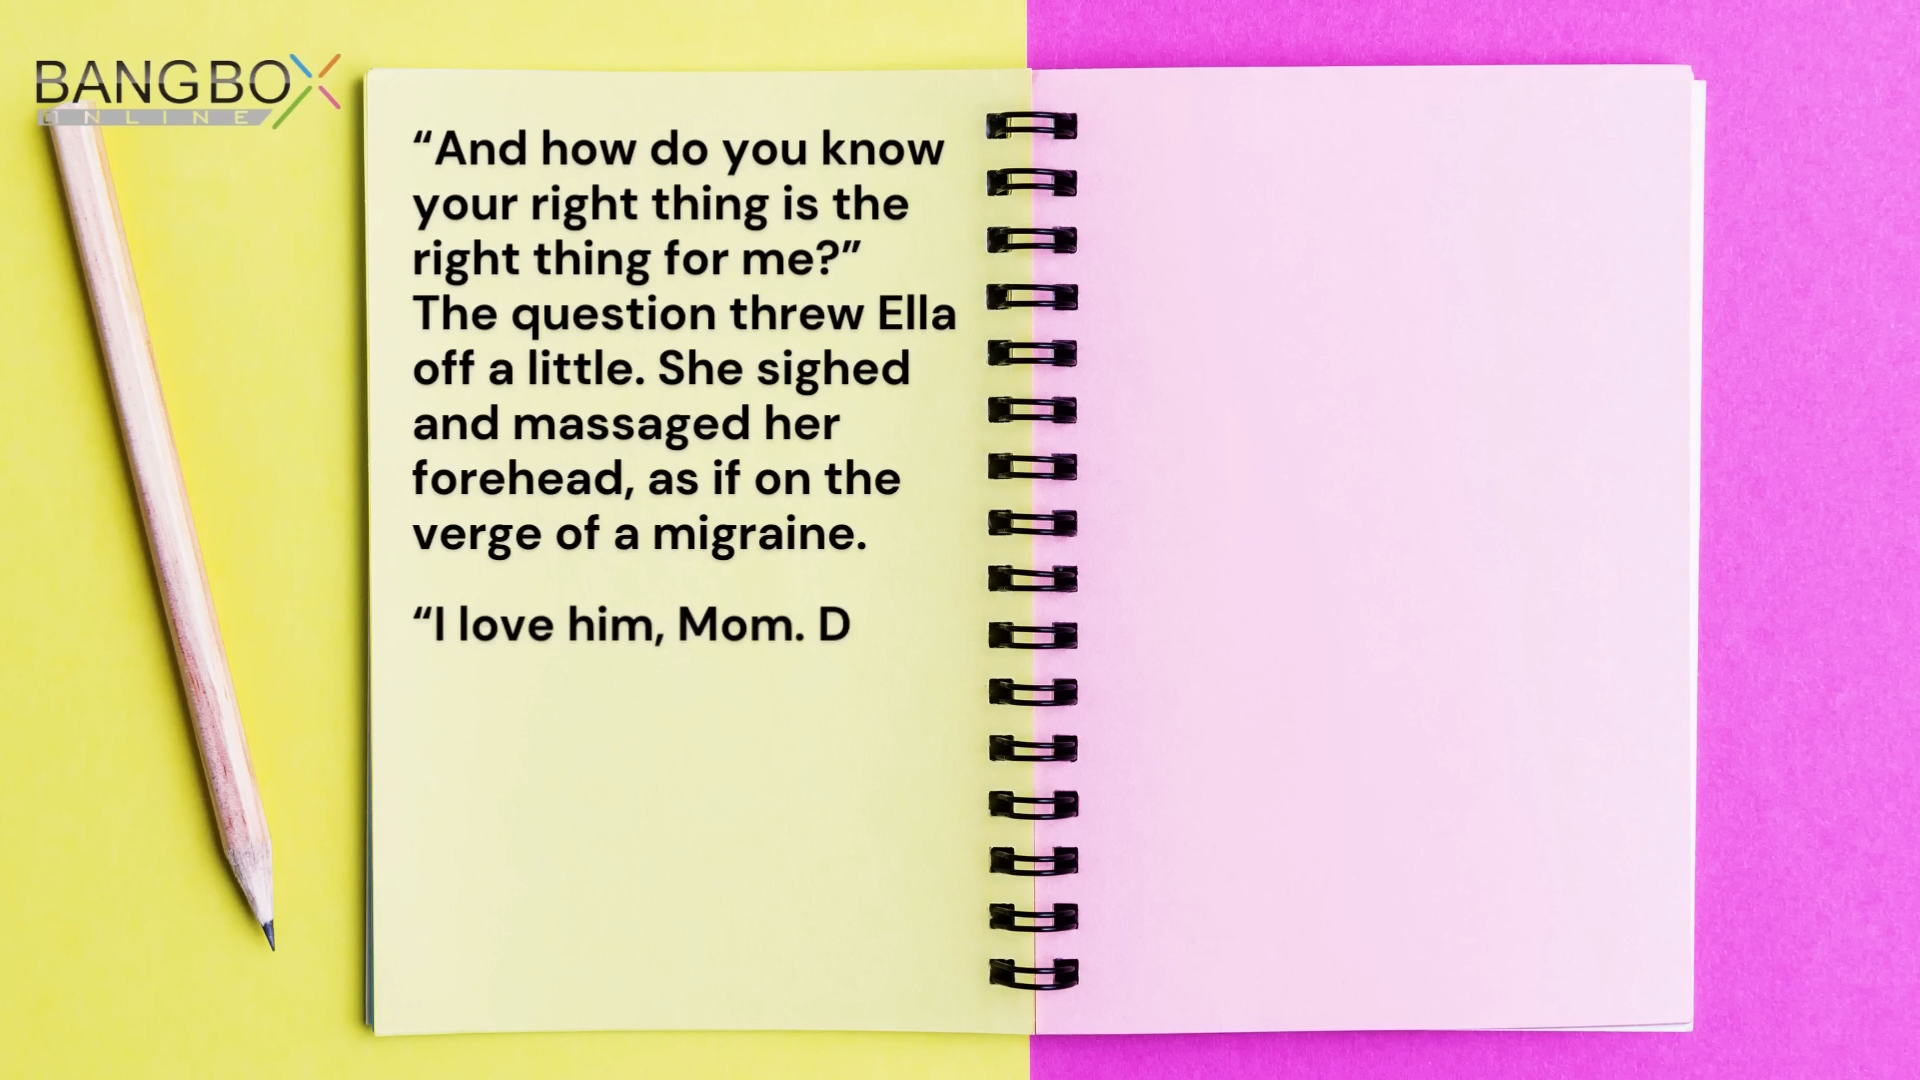 BANGBOX
ONLINE
“And how do you know
your right thing is the
right thing for me?”
The question threw Ella
off a little. She sighed
and massaged her
forehead, as if on the
verge of a migraine.
“I love him, Mom. D